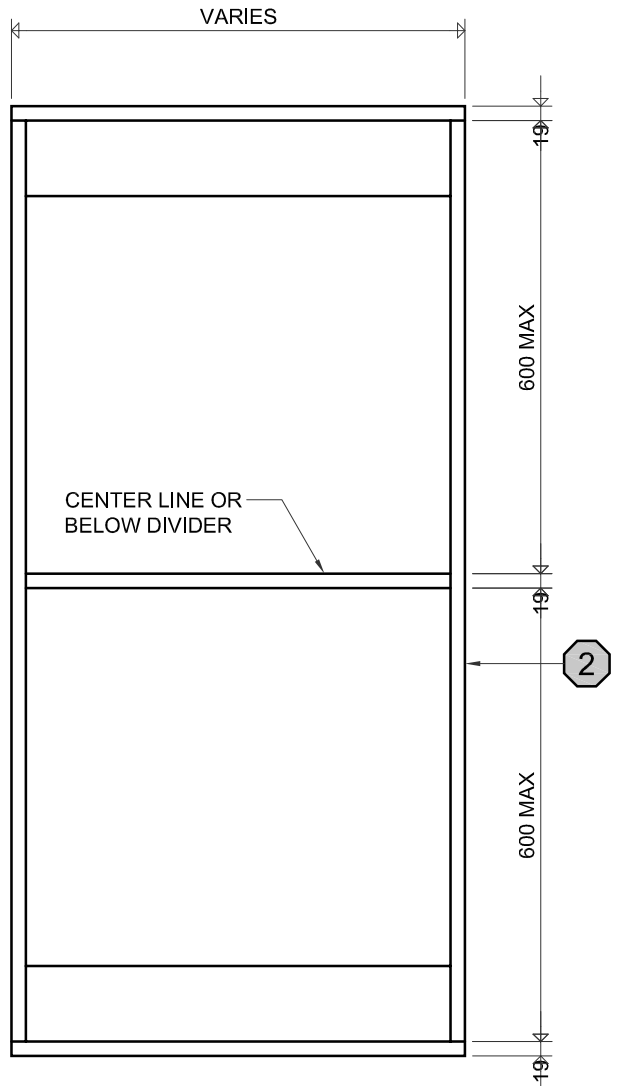 VARIES
19
600 MAX
CENTER LINE OR
BELOW DIVIDER
19
2
600 MAX
19